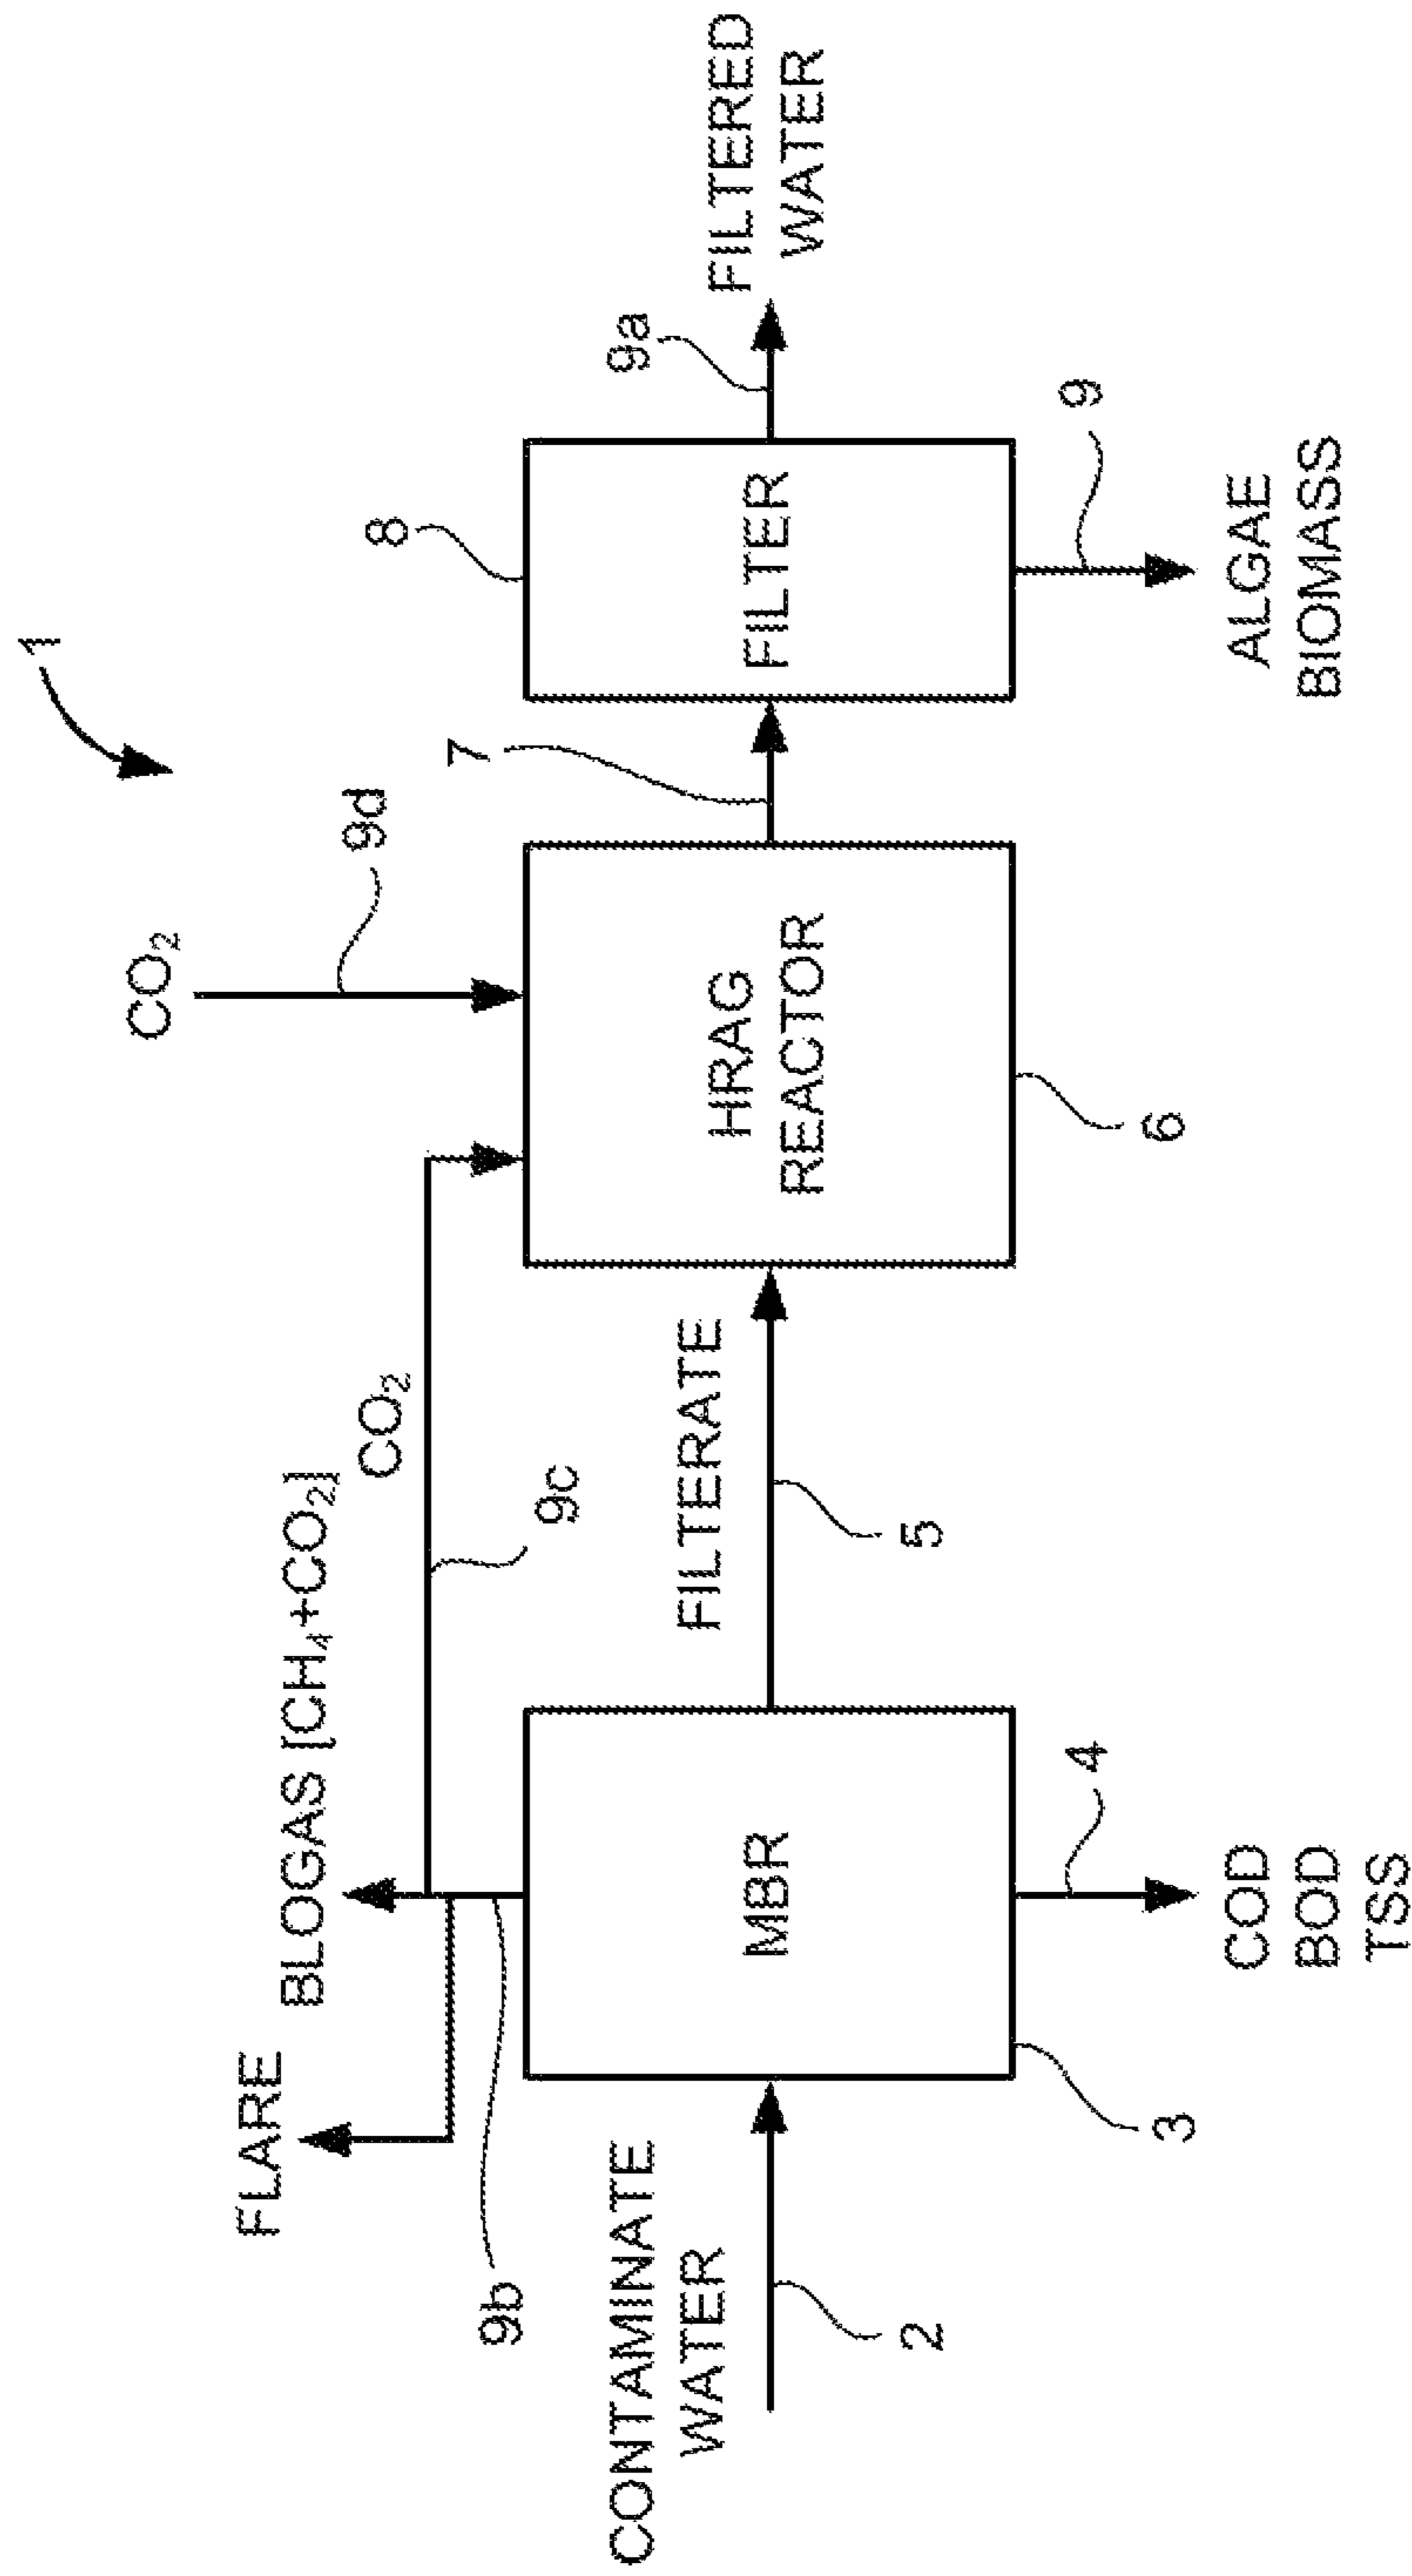 1
CO₂
9d
FLARE
BLOGAS [CH₄+CO₂]
CO₂
9c
9b
7
8
9a
CONTAMINATE
WATER
2
MBR
3
FILTERATE
5
HRAG
REACTOR
6
FILTER
FILTERED
WATER
4
COD
BOD
TSS
9
ALGAE
BIOMASS